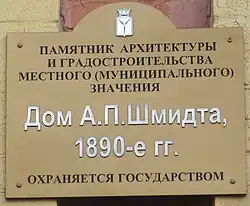 ПАМЯТНИК АРХИТЕКТУРЫ
И ГРАДОСТРОИТЕЛЬСТВА
МЕСТНОГО (МУНИЦИПАЛЬНОГО)
ЗНАЧЕНИЯ
Дом А.П.Шмидта,
1890-е гг.
ОХРАНЯЕТСЯ ГОСУДАРСТВОМ